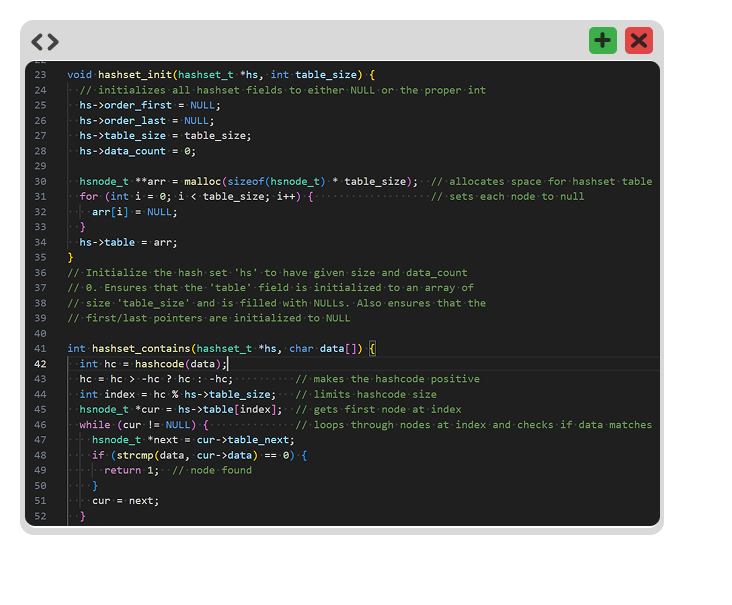 23 void hashset_init(hashset_t *hs, int table_size) {
24 // initializes all hashset fields to either NULL or the proper int
25 hs->order_first = NULL;
26 hs->order_last = NULL;
27 hs->table_size = table_size;
28 hs->data_count = 0;
29
30 hsnode_t **arr = malloc(sizeof(hsnode_t) * table_size); // allocates space for hashset table
31 for (int i = 0; i < table_size; i++) { // sets each node to null
32 arr[i] = NULL;
33 }
34 hs->table = arr;
35 }
36 // Initialize the hash set 'hs' to have given size and data_count
37 // 0. Ensures that the 'table' field is initialized to an array of
38 // size 'table_size' and is filled with NULLs. Also ensures that the
39 // first/last pointers are initialized to NULL
40
41 int hashset_contains(hashset_t *hs, char data[]) {
42 int hc = hashcode(data);
43 hc = hc > -hc ? hc : -hc; // makes the hashcode positive
44 int index = hc % hs->table_size; // limits hashcode size
45 hsnode_t *cur = hs->table[index]; // gets first node at index
46 while (cur != NULL) { // loops through nodes at index and checks if data matches
47 hsnode_t *next = cur->table_next;
48 if (strcmp(data, cur->data) == 0) {
49 return 1; // node found
50 }
51 cur = next;
52 }